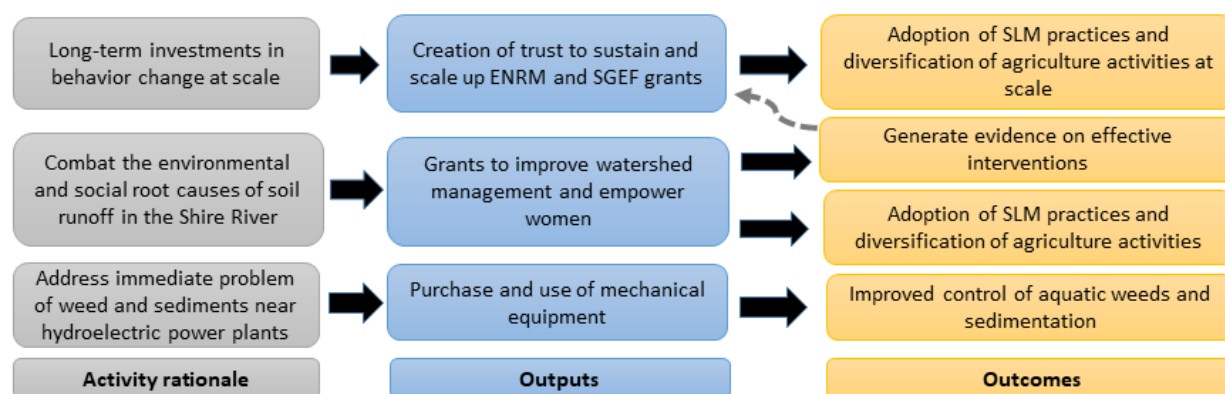 Long-term investments in
behavior change at scale
Creation of trust to sustain and
scale up ENRM and SGEF grants
Adoption of SLM practices and
diversification of agriculture activities at
scale
Generate evidence on effective
interventions
Combat the environmental
and social root causes of soil
runoff in the Shire River
Grants to improve watershed
management and empower
women
Adoption of SLM practices and
diversification of agriculture activities
Address immediate problem
of weed and sediments near
hydroelectric power plants
Purchase and use of mechanical
equipment
Improved control of aquatic weeds and
sedimentation
Activity rationale
Outputs
Outcomes